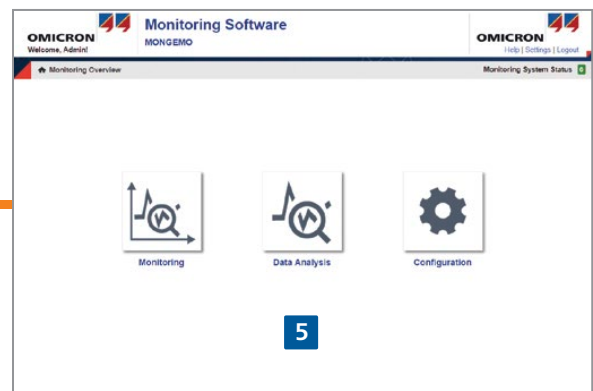 OMICRON
Welcome, Admin!
Monitoring Software
MONGEMO
OMICRON
Help | Settings | Logout
Monitoring Overview
Monitoring System Status
Monitoring
Data Analysis
Configuration
5